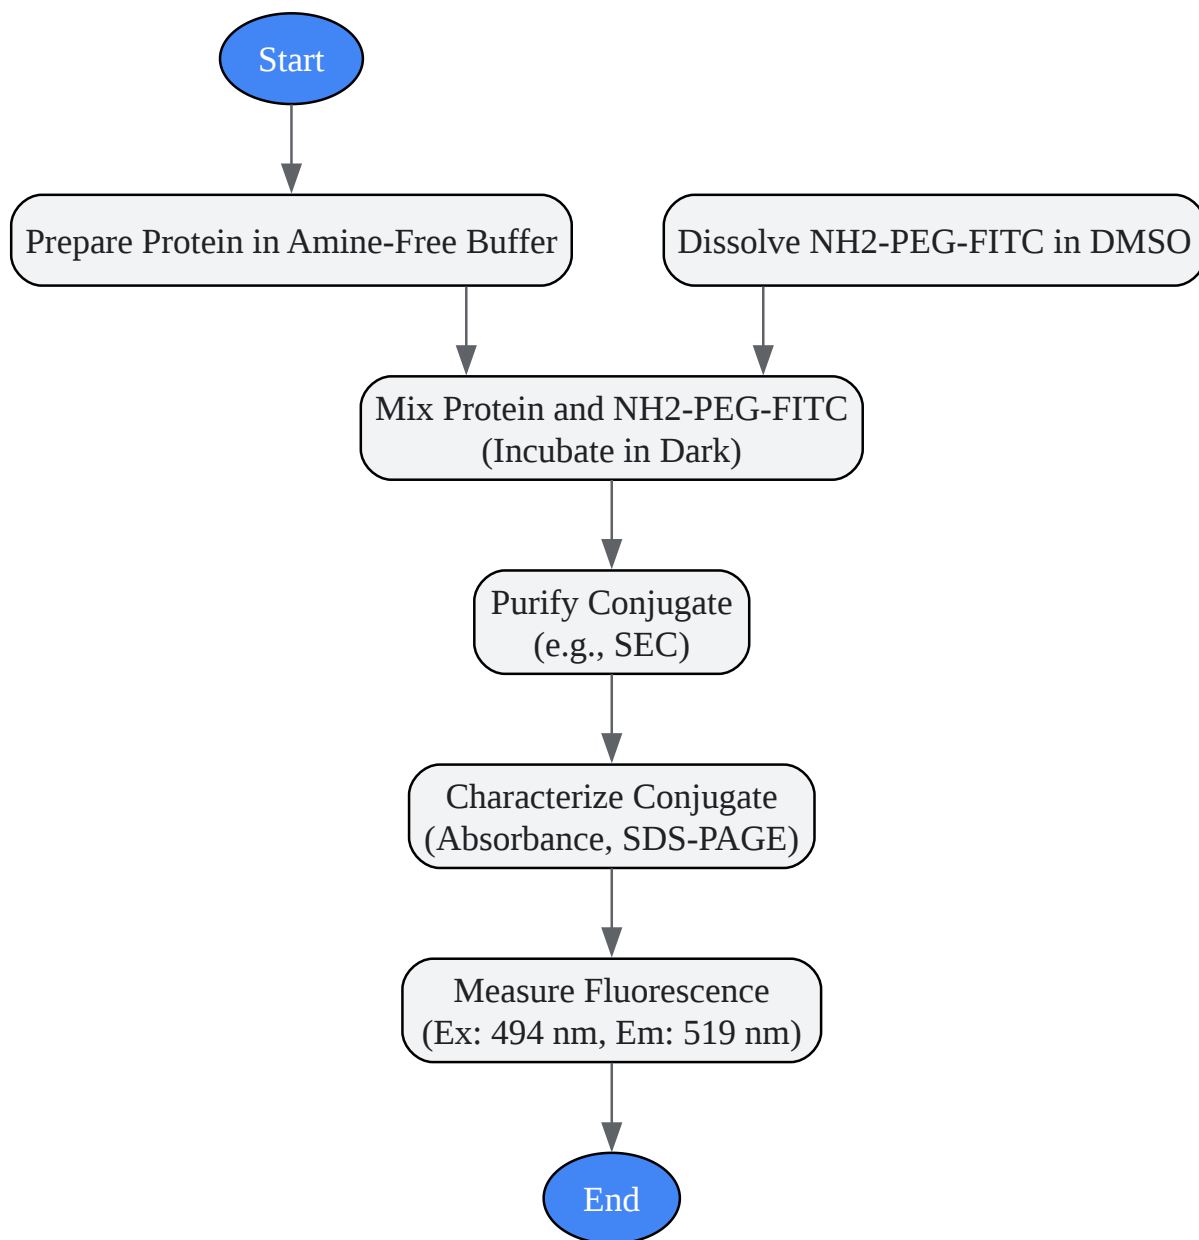 Start
Prepare Protein in Amine-Free Buffer
Dissolve NH2-PEG-FITC in DMSO
Mix Protein and NH2-PEG-FITC
(Incubate in Dark)
Purify Conjugate
(e.g., SEC)
Characterize Conjugate
(Absorbance, SDS-PAGE)
Measure Fluorescence
(Ex: 494 nm, Em: 519 nm)
End